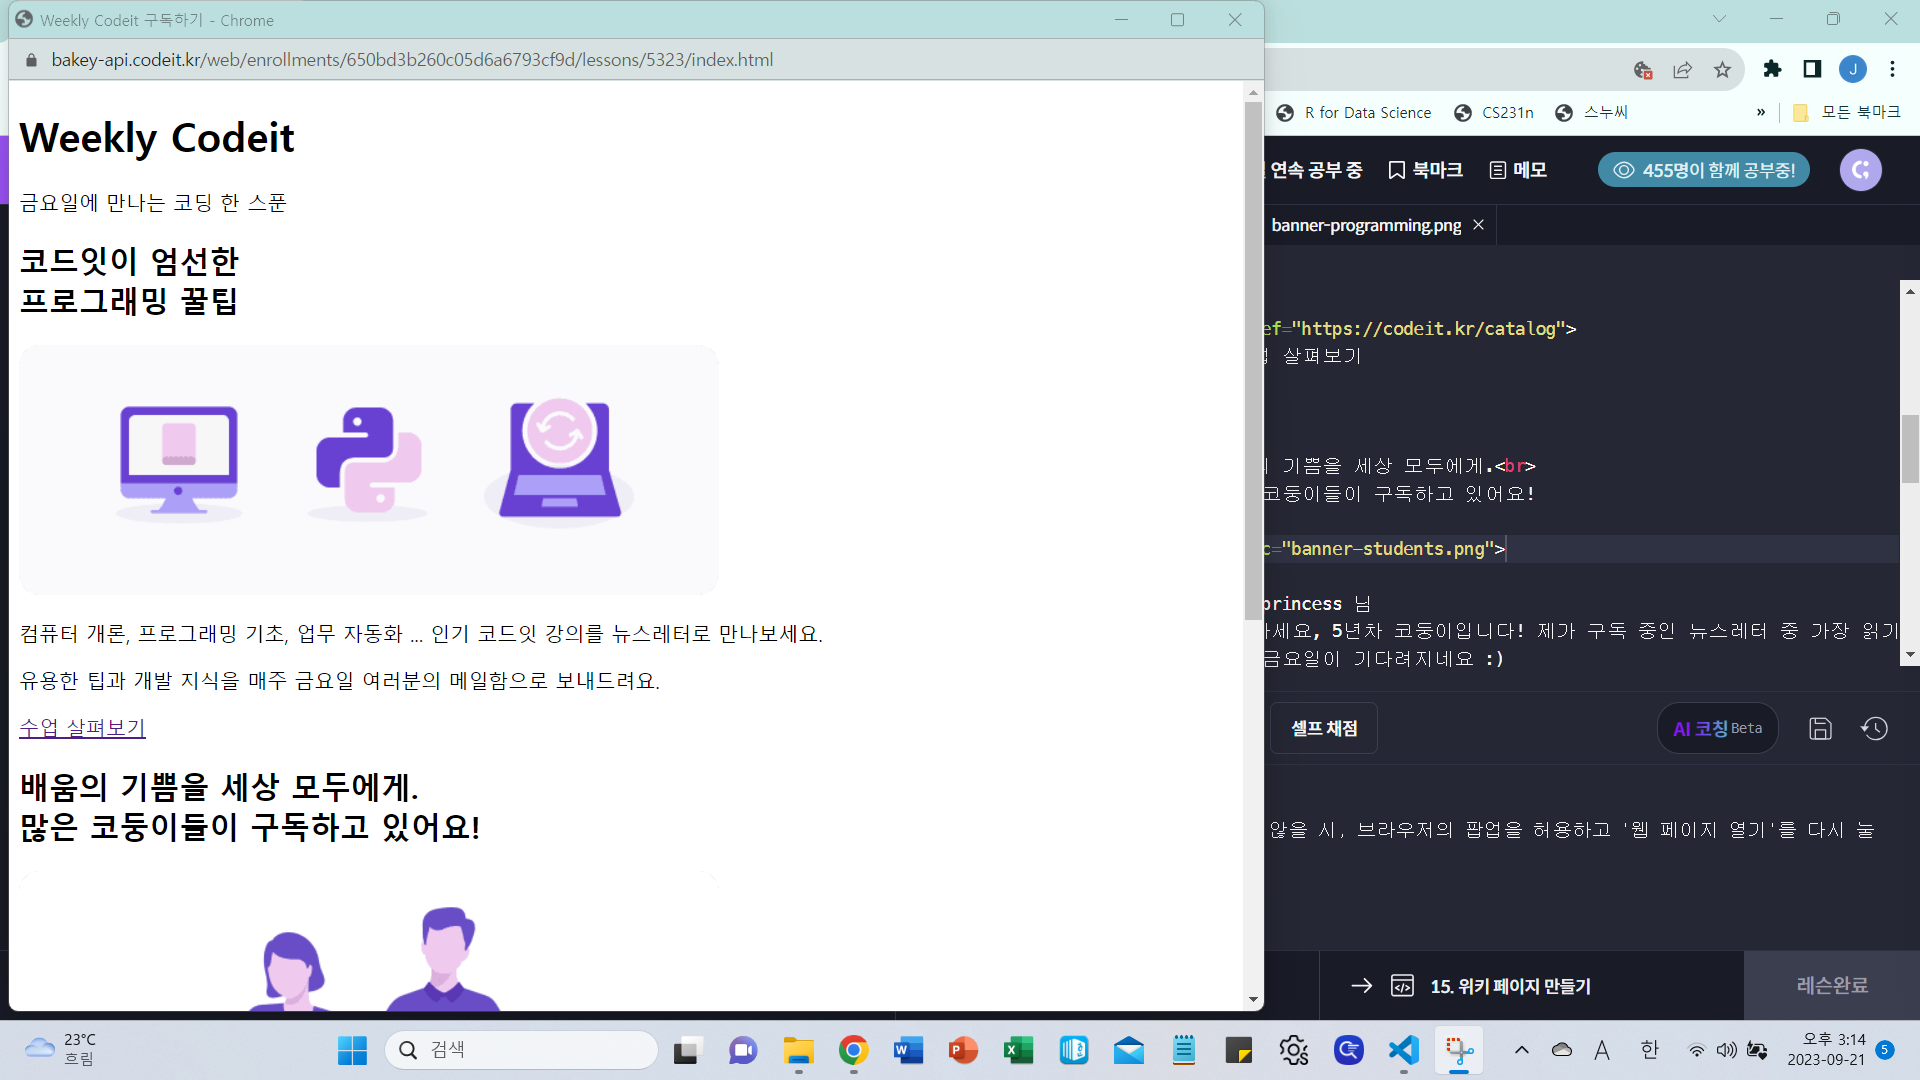 Weekly Codeit 구독하기 - Chrome
bakey-api.codeit.kr/web/enrollments/650bd3b260c05d6a6793cf9d/lessons/5323/index.html
Weekly Codeit
금요일에 만나는 코딩 한 스푼
코드잇이 엄선한
프로그래밍 꿀팁
컴퓨터 개론, 프로그래밍 기초, 업무 자동화 ... 인기 코드잇 강의를 뉴스레터로 만나보세요.
유용한 팁과 개발 지식을 매주 금요일 여러분의 메일함으로 보내드려요.
수업 살펴보기
배움의 기쁨을 세상 모두에게.
많은 코둥이들이 구독하고 있어요!
J
R for Data Science CS231n 스누씨 » 모든 북마크
연속 공부 중 북마크 메모 455명이 함께 공부중!
banner-programming.png
ef="https://codeit.kr/catalog">
살펴보기
기쁨을 세상 모두에게.<br>
코둥이들이 구독하고 있어요!
c="banner-students.png">
princess 님
세요, 5년차 코둥이입니다! 제가 구독 중인 뉴스레터 중 가장 읽기
금요일이 기다려지네요 :)
셀프 채점 AI 코칭 Beta
않을 시, 브라우저의 팝업을 허용하고 '웹 페이지 열기'를 다시 눌
15. 위키 페이지 만들기 레슨완료
23°C
흐림
검색
A 한
오후 3:14
2023-09-21
5